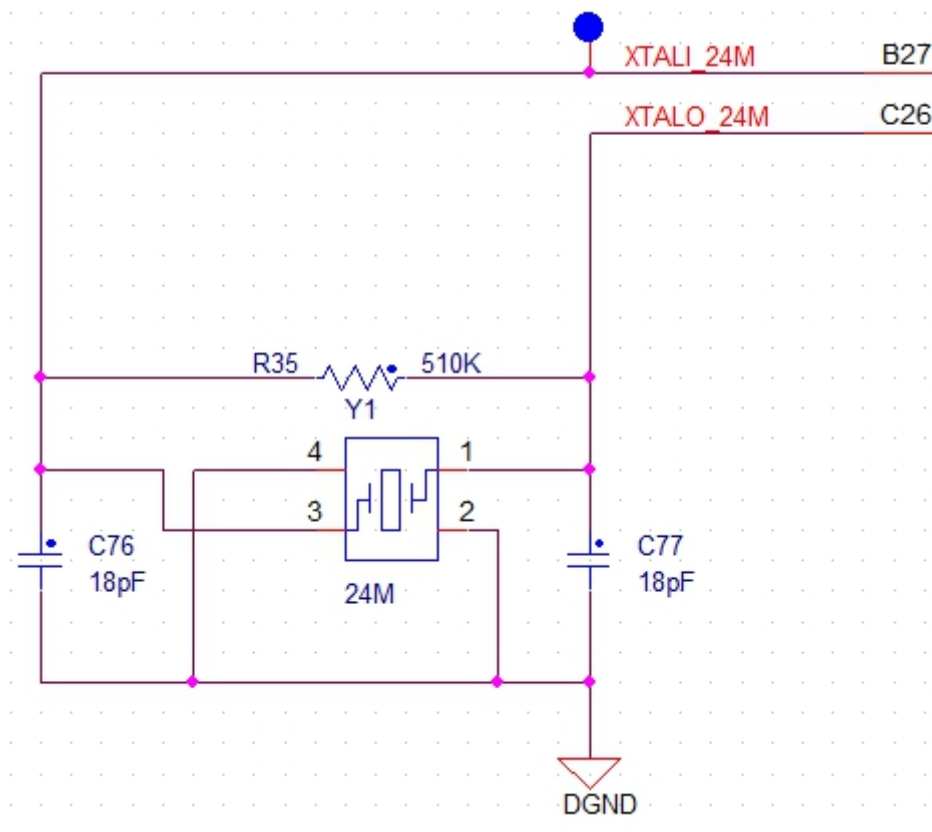 XTALI_24M B27
XTALO_24M C26
R35 510K
Y1
4 1
3 2
C76 C77
18pF 18pF
24M
DGND